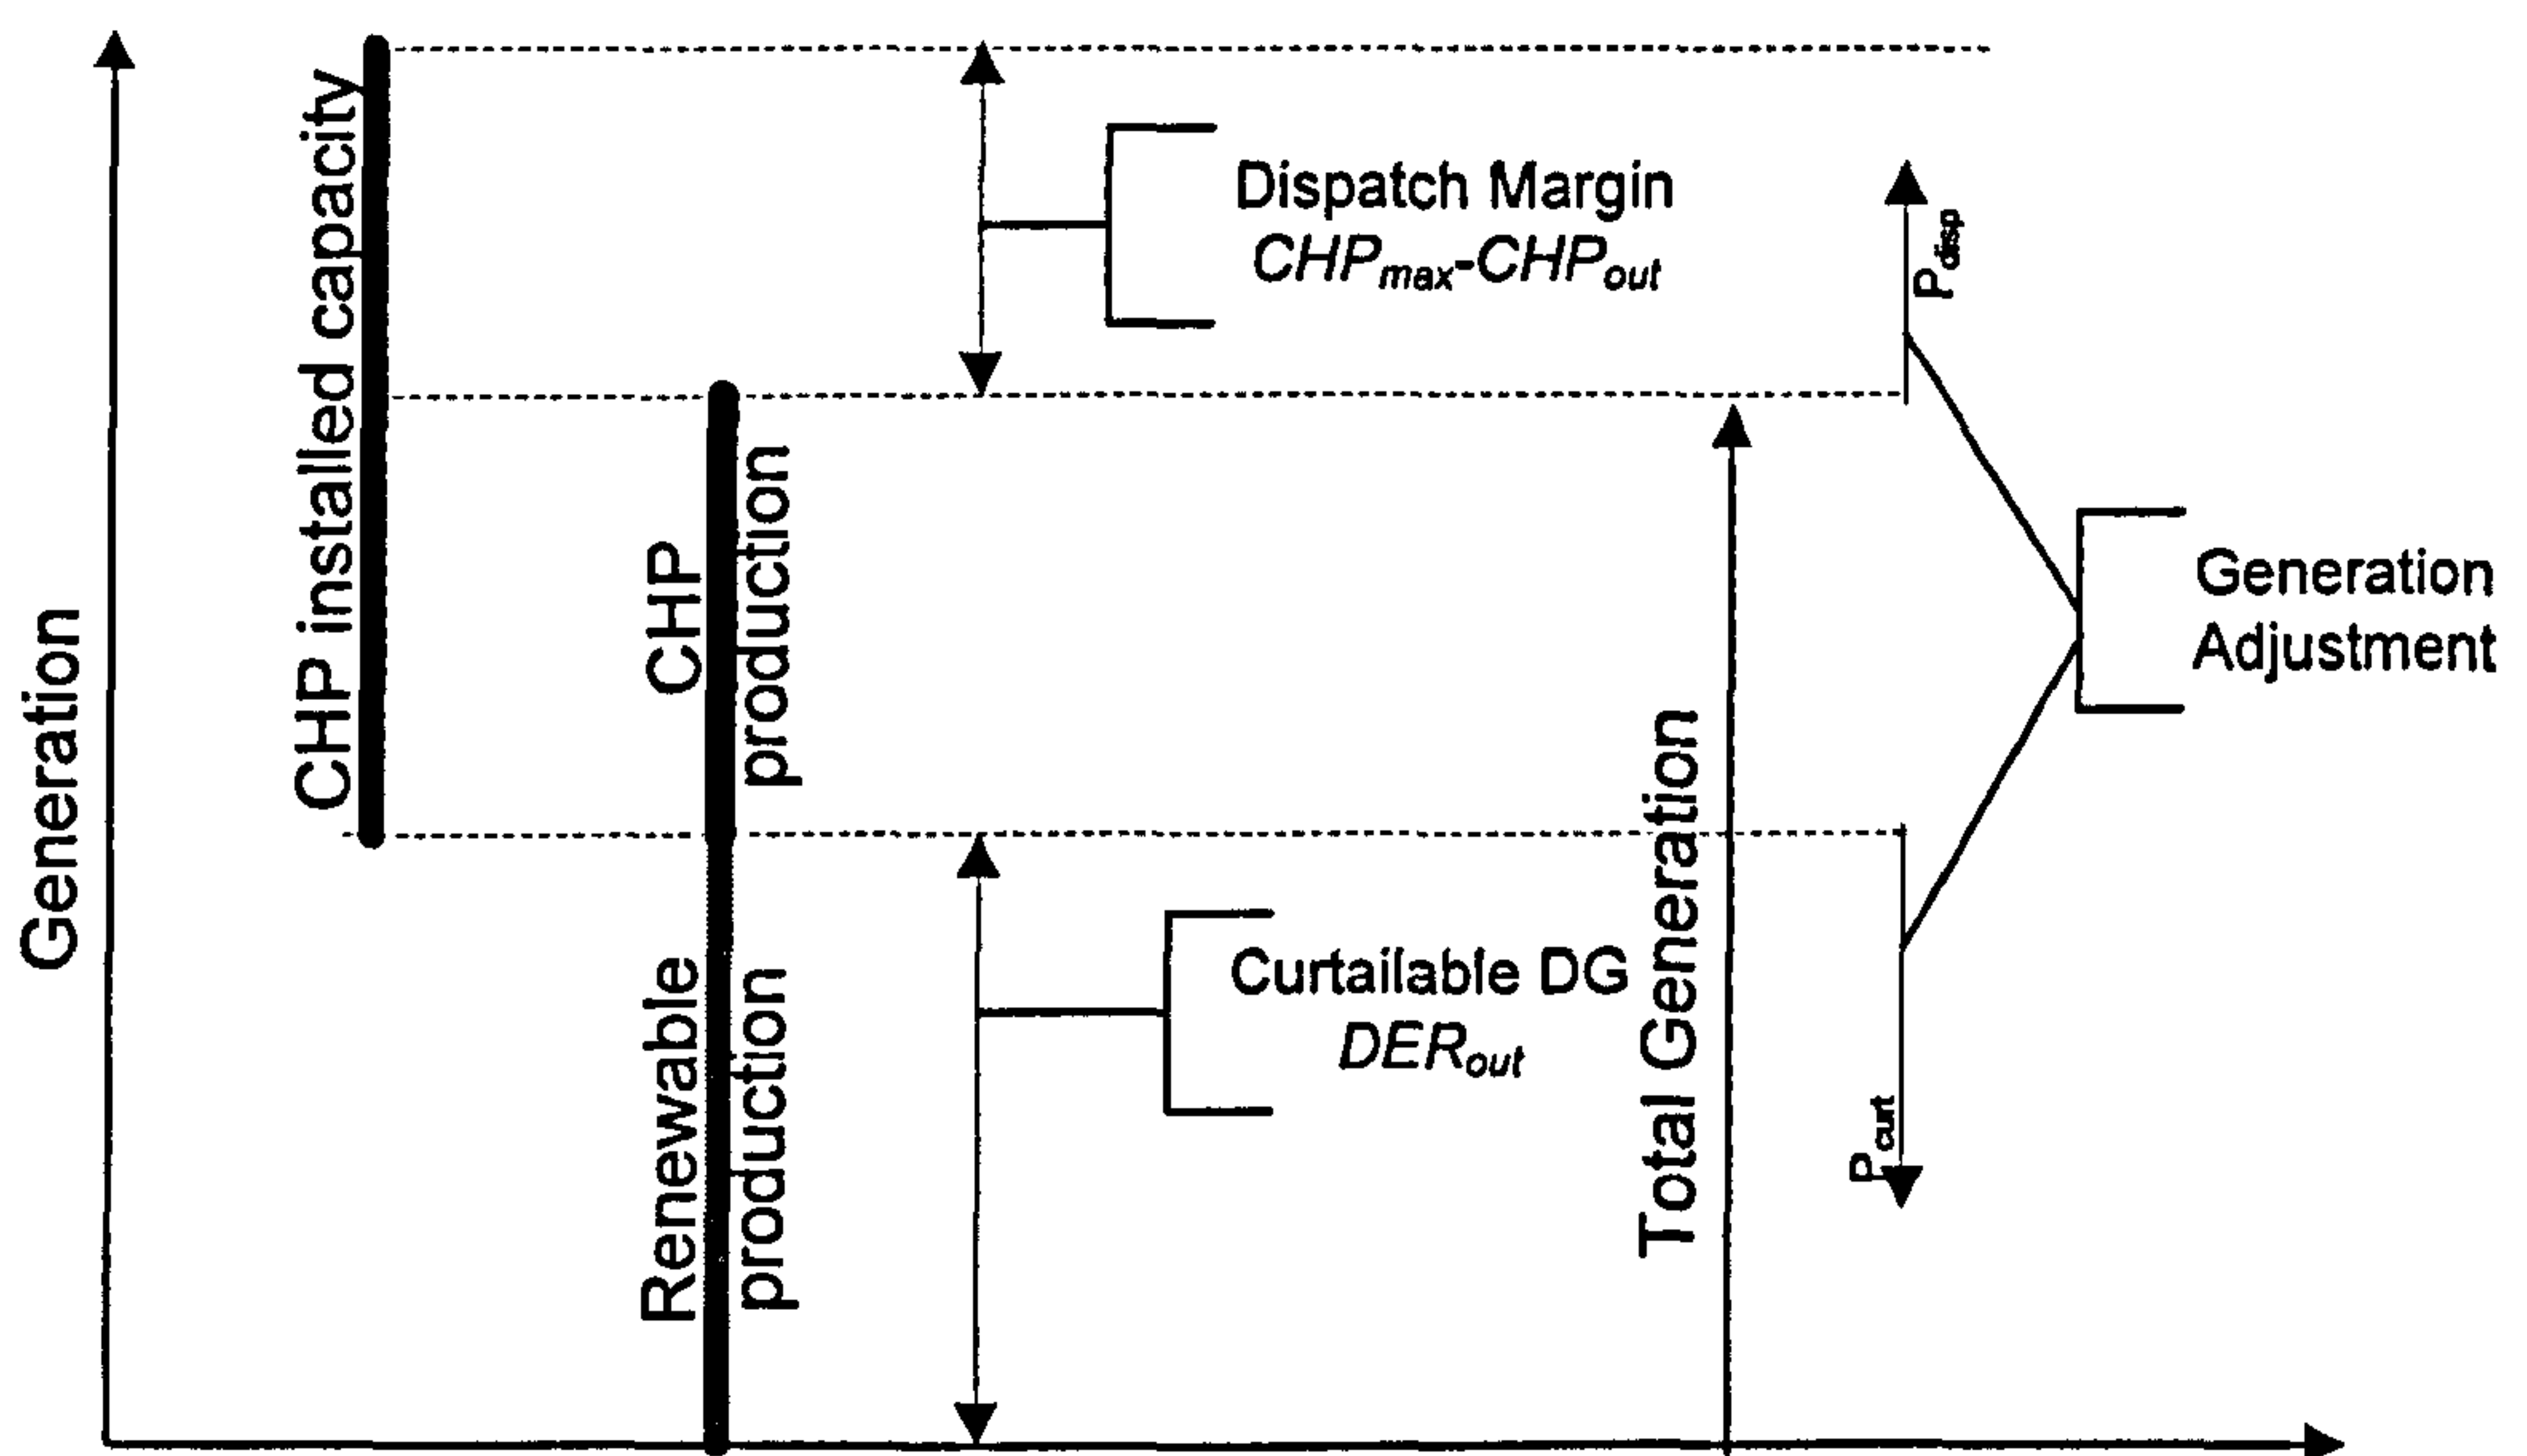 Generation
CHP installed capacity
CHP
production
Renewable
production
Dispatch Margin
CHPmax-CHPout
Curtailable DG
DERout
Total Generation
Pdisp
Pcurt
Generation
Adjustment